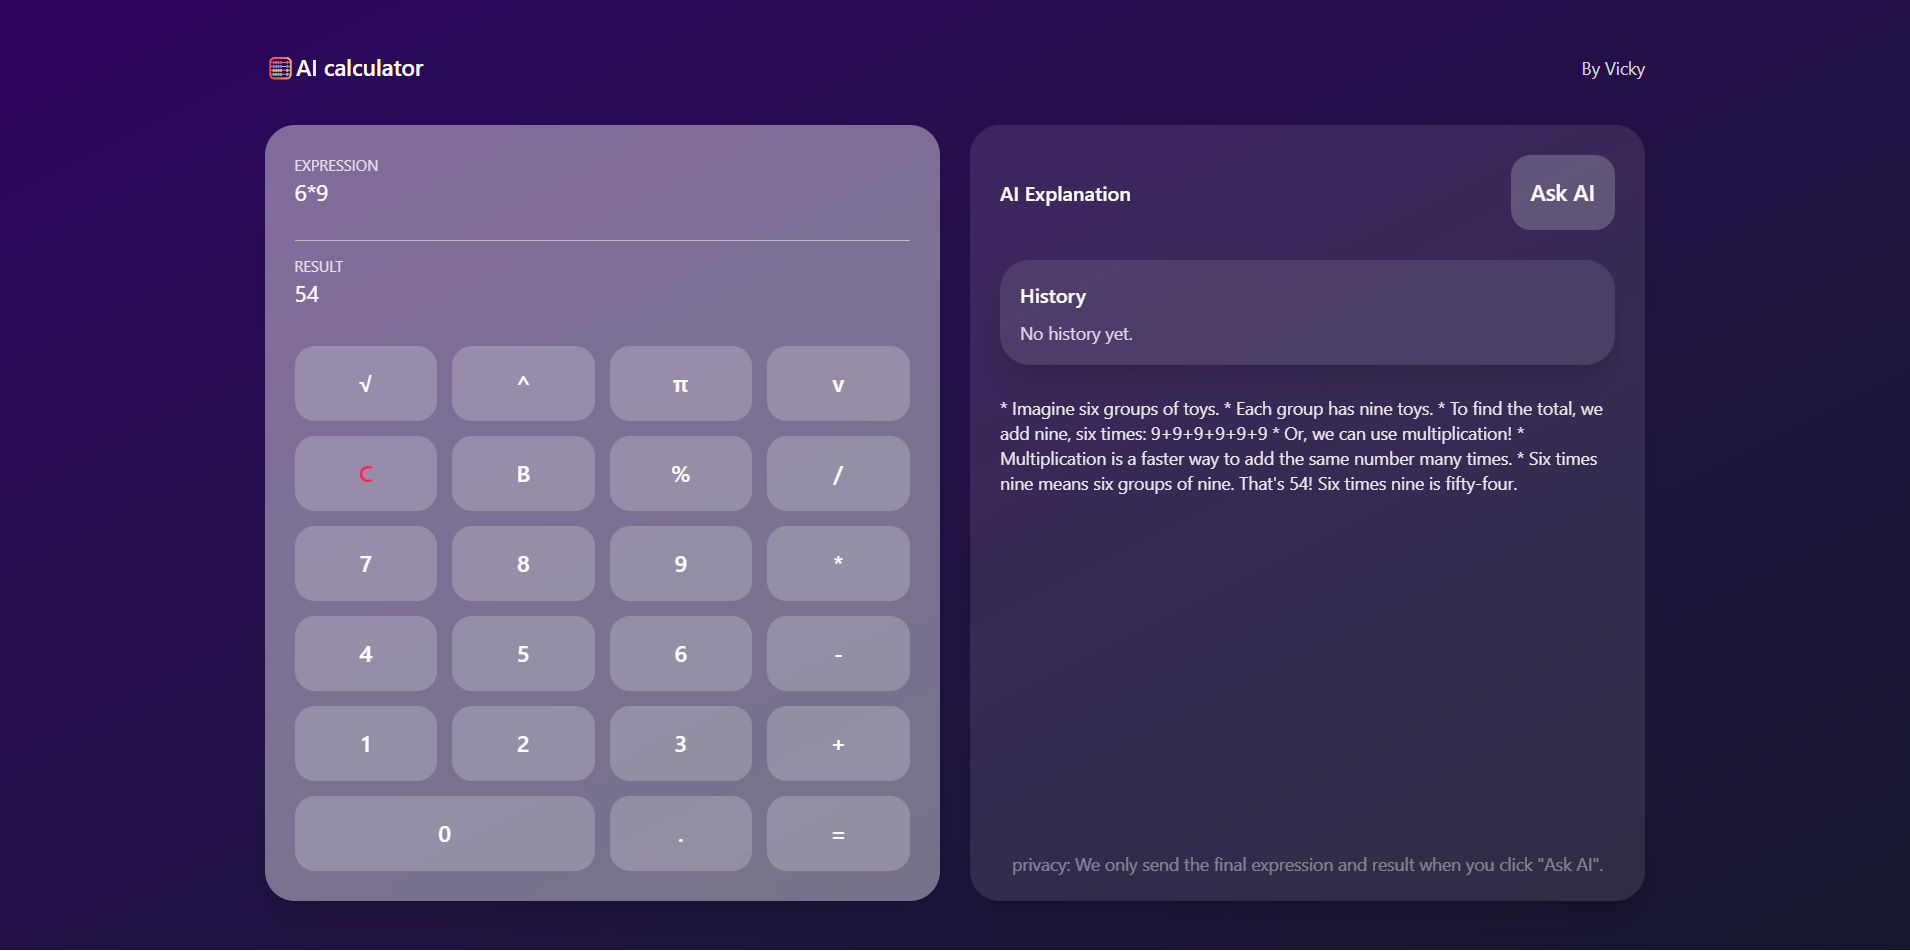 AI calculator
By Vicky
EXPRESSION
6*9
RESULT
54
√ ^ π v
C B % /
7 8 9 *
4 5 6 -
1 2 3 +
0 . =
AI Explanation
Ask AI
History
No history yet.
* Imagine six groups of toys. * Each group has nine toys. * To find the total, we
add nine, six times: 9+9+9+9+9+9 * Or, we can use multiplication! *
Multiplication is a faster way to add the same number many times. * Six times
nine means six groups of nine. That's 54! Six times nine is fifty-four.
privacy: We only send the final expression and result when you click "Ask AI".